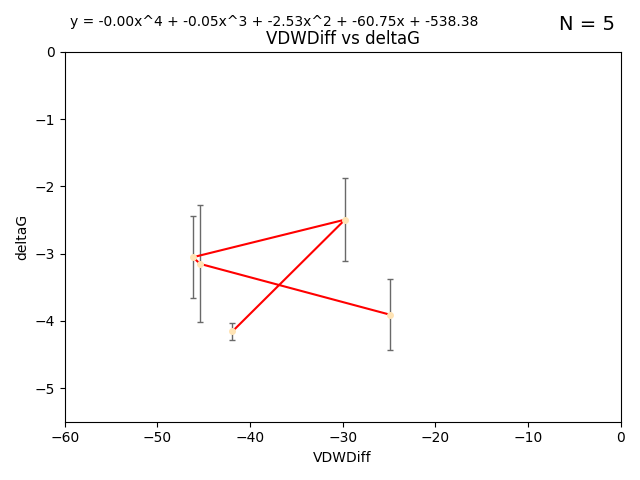 y = -0.00x^4 + -0.05x^3 + -2.53x^2 + -60.75x + -538.38
N = 5
VDWDiff vs deltaG
0
−1
−2
−3
−4
−5
deltaG
−60 −50 −40 −30 −20 −10 0
VDWDiff